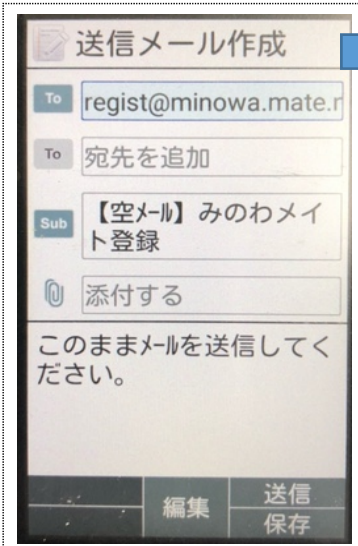 送信メール作成
To
regist@minowa.mate.r
To
宛先を追加
Sub
【空ﾒｰﾙ】みのわメイ
ト登録
添付する
このままﾒｰﾙを送信してく
ださい。
編集
送信
保存